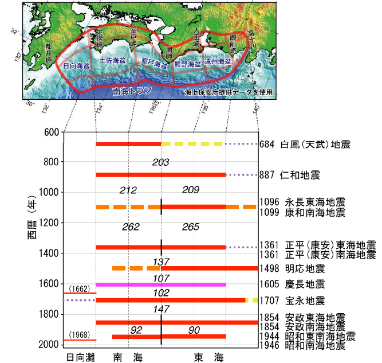 日向海盆
土佐海盆
室戸海盆
熊野海盆
遠州海盆
南海トラフ
海上保安庁提供データを使用
600
684 白鳳(天武)地震
203
800
887 仁和地震
1000
212
209
1096 永長東海地震
1099 康和南海地震
西暦(年)
1200
262
265
1361 正平(康安)東海地震
1361 正平(康安)南海地震
1400
137
1498 明応地震
107
1600
1605 慶長地震
(1662)
102
1707 宝永地震
147
1800
1854 安政東海地震
1854 安政南海地震
(1968)
92
90
1944 昭和東南海地震
1946 昭和南海地震
2000
日向灘
南海
東海